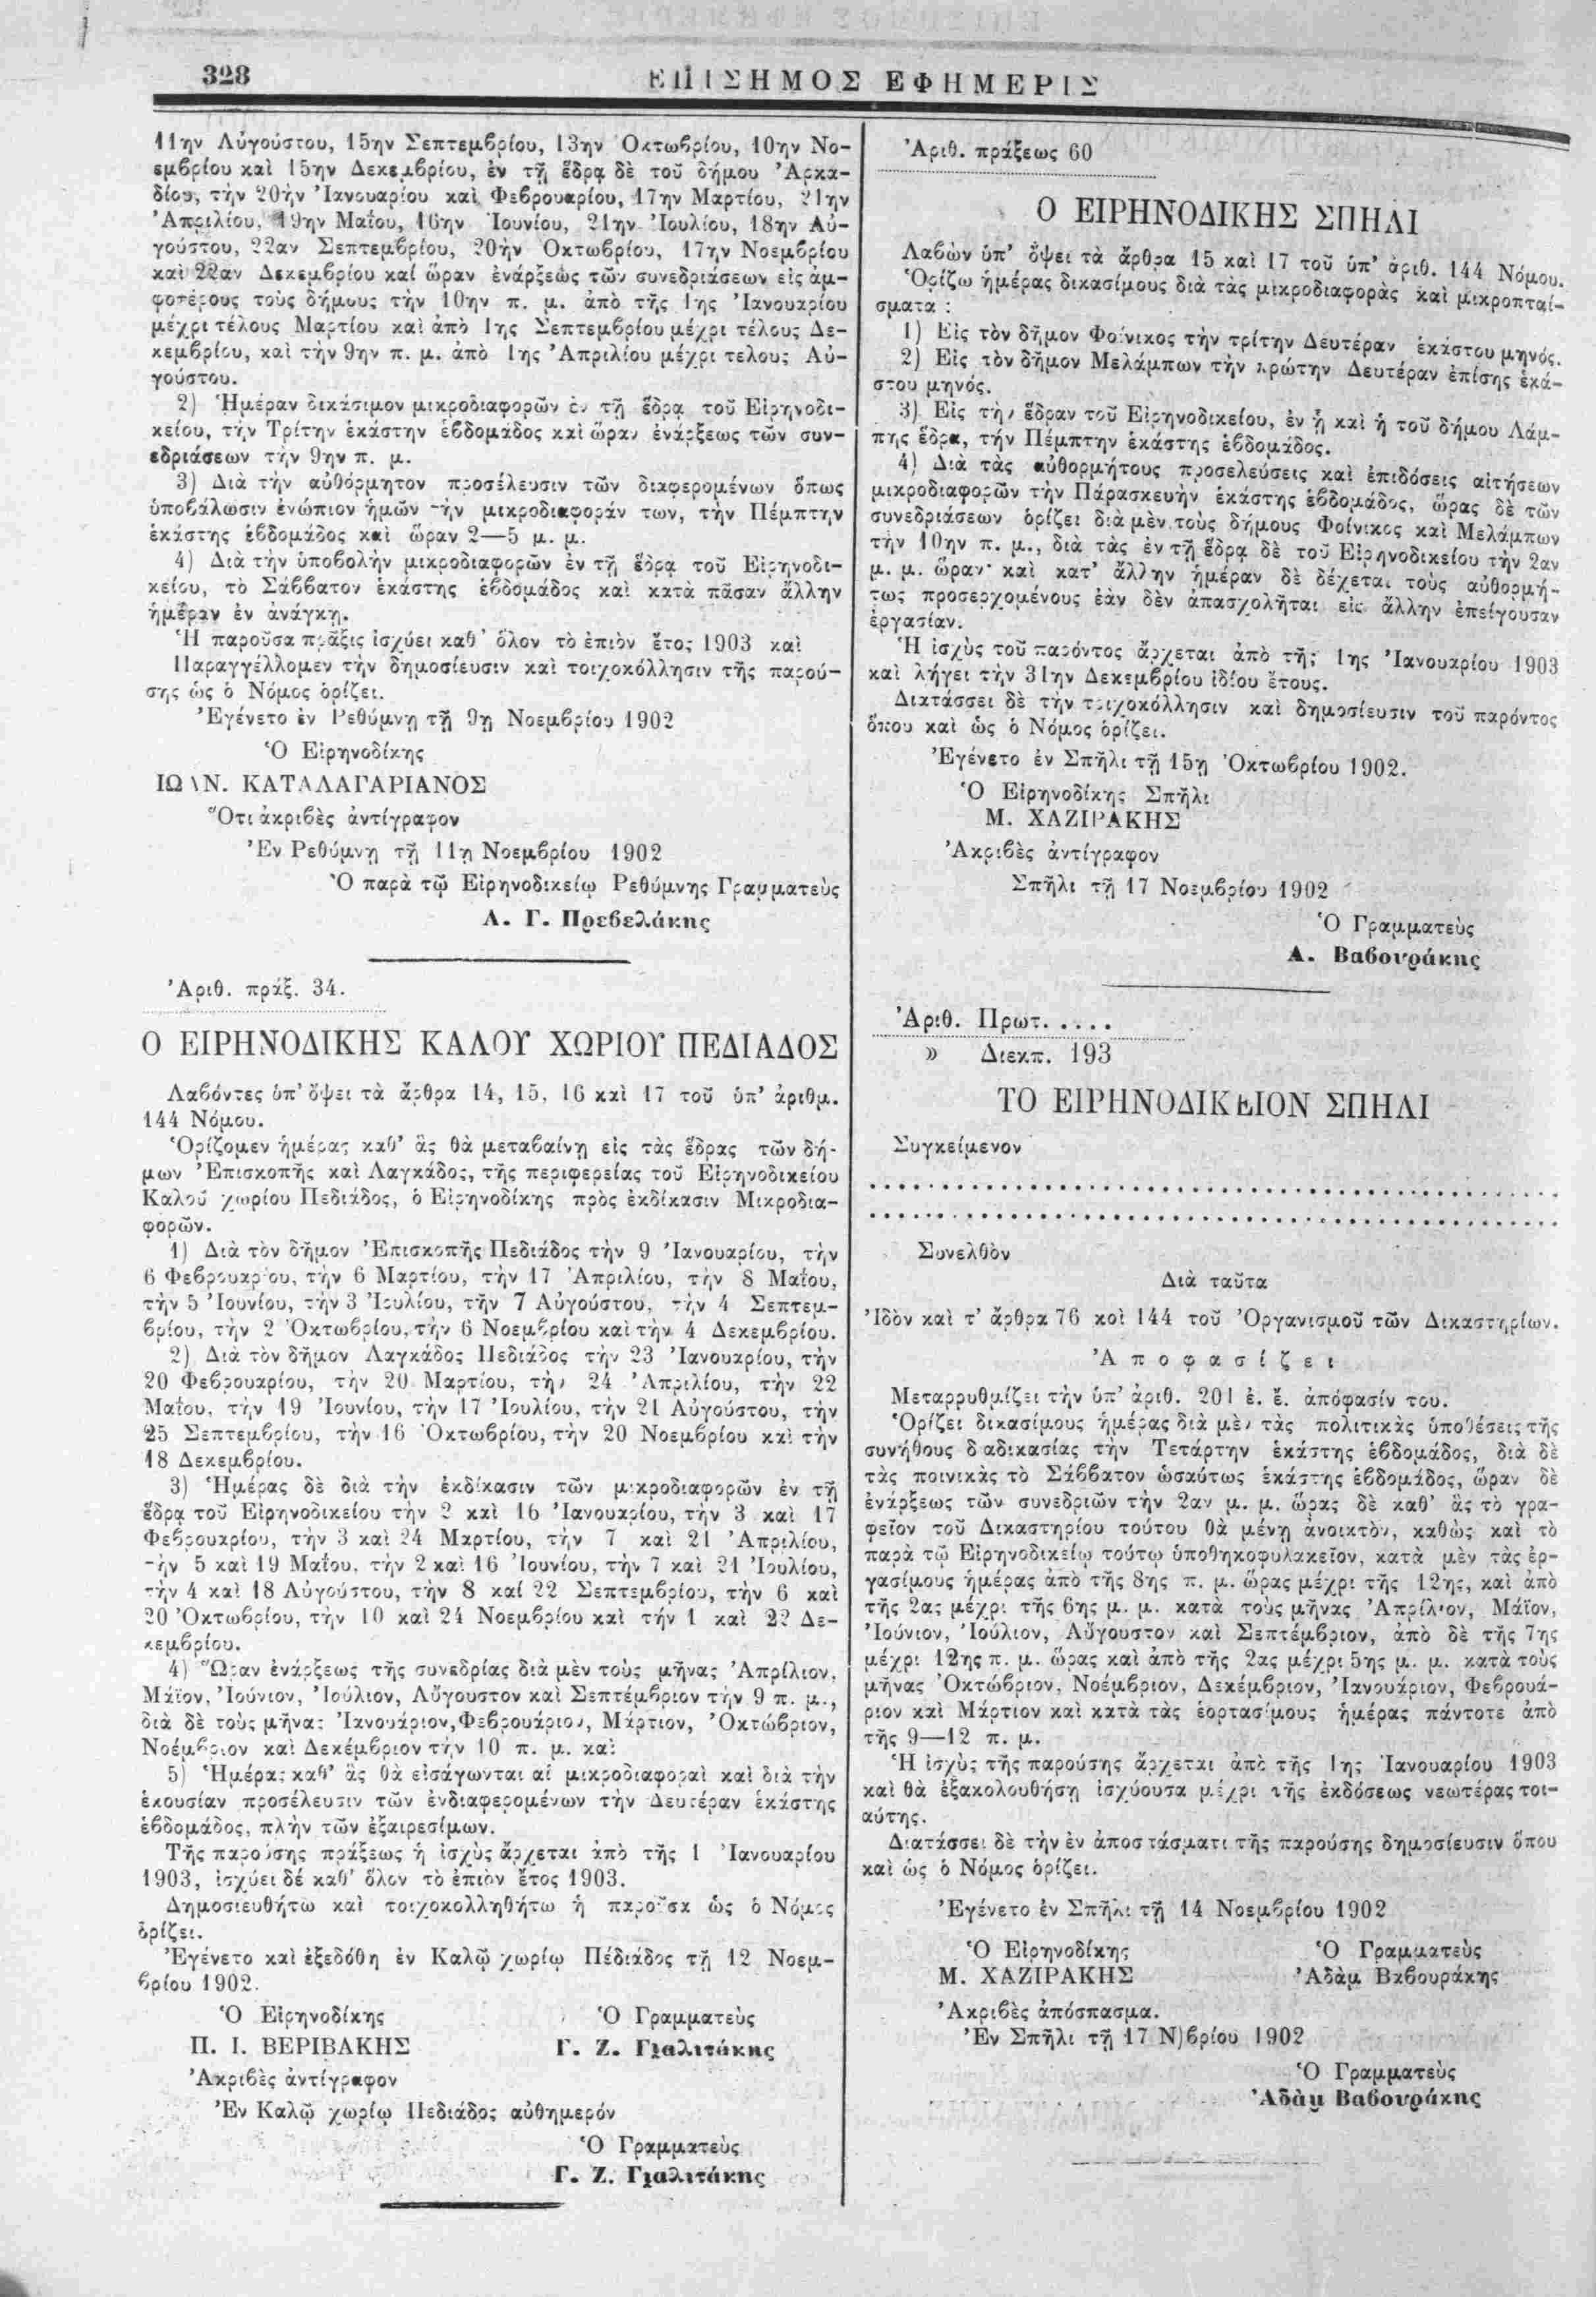 328
ΕΠΙΣΗΜΟΣ ΕΦΗΜΕΡΙΣ
11ην Αὐγούστου, 15ην Σεπτεμβρίου, 13ην Ὀκτωβρίου, 10ην Νο-
εμβρίου καὶ 15ην Δεκεμβρίου, ἐν τῇ ἕδρᾳ δὲ τοῦ δήμου Ἀρκα-
δίου, τὴν 20ὴν Ἰανουαρίου καὶ Φεβρουαρίου, 17ην Μαρτίου, 21ην
Ἀπριλίου, 19ην Μαΐου, 16ην Ἰουνίου, 21ην Ἰουλίου, 18ην Αὐ-
γούστου, 22αν Σεπτεμβρίου, 20ὴν Ὀκτωβρίου, 17ην Νοεμβρίου
καὶ 22αν Δεκεμβρίου καί ὥραν ἐνάρξεως τῶν συνεδριάσεων εἰς ἀμ-
φοτέρους τοὺς δήμους τὴν 10ην π. μ. ἀπὸ τῆς 1ης Ἰανουαρίου
μέχρι τέλους Μαρτίου καὶ ἀπὸ 1ης Σεπτεμβρίου μέχρι τέλους Δε-
κεμβρίου, καὶ τὴν 9ην π. μ. ἀπὸ 1ης Ἀπριλίου μέχρι τελους Αὐ-
γούστου.
2) Ἡμέραν δικάσιμον μικροδιαφορῶν ἐν τῇ ἕδρᾳ τοῦ Εἰρηνοδι-
κείου, τὴν Τρίτην ἑκάστην ἑβδομάδος καὶ ὥραν ἐνάρξεως τῶν συν-
εδριάσεων τὴν 9ην π. μ.
3) Διὰ τὴν αὐθόρμητον προσέλευσιν τῶν διαφερομένων ὅπως
ὑποβάλωσιν ἐνώπιον ἡμῶν τὴν μικροδιαφοράν των, τὴν Πέμπτην
ἑκάστης ἑβδομάδος καὶ ὥραν 2—5 μ. μ.
4) Διὰ τὴν ὑποβολὴν μικροδιαφορῶν ἐν τῇ ἕδρᾳ τοῦ Εἰρηνοδι-
κείου, τὸ Σάββατον ἑκάστης ἑβδομάδος καὶ κατὰ πᾶσαν ἄλλην
ἡμέραν ἐν ἀνάγκῃ.
Ἡ παροῦσα πρᾶξις ἰσχύει καθ' ὅλον τὸ ἐπιὸν ἔτος 1903 καὶ
Παραγγέλλομεν τὴν δημοσίευσιν καὶ τοιχοκόλλησιν τῆς παρού-
σης ὡς ὁ Νόμος ὁρίζει.
Ἐγένετο ἐν Ῥεθύμνῃ τῇ 9ῃ Νοεμβρίου 1902
Ὁ Εἰρηνοδίκης
ΙΩΑΝ. ΚΑΤΑΛΑΓΑΡΙΑΝΟΣ
Ὅτι ἀκριβὲς ἀντίγραφον
Ἐν Ρεθύμνῃ τῇ 11ῃ Νοεμβρίου 1902
Ὁ παρὰ τῷ Εἰρηνοδικείῳ Ρεθύμνης Γραμματεὺς
Α. Γ. Πρεβελάκης
Ἀριθ. πράξ. 34.
Ο ΕΙΡΗΝΟΔΙΚΗΣ ΚΑΛΟΥ ΧΩΡΙΟΥ ΠΕΔΙΑΔΟΣ
Λαβόντες ὑπ' ὄψει τὰ ἄρθρα 14, 15, 16 καὶ 17 τοῦ ὑπ' ἀριθμ.
144 Νόμου.
Ὁρίζομεν ἡμέρας καθ' ἃς θὰ μεταβαίνῃ εἰς τὰς ἕδρας τῶν δή-
μων Ἐπισκοπῆς καὶ Λαγκάδος, τῆς περιφερείας τοῦ Εἰρηνοδικείου
Καλοῦ χωρίου Πεδιάδος, ὁ Εἰρηνοδίκης πρὸς ἐκδίκασιν Μικροδια-
φορῶν.
1) Διὰ τὸν δῆμον Ἐπισκοπῆς Πεδιάδος τὴν 9 Ἰανουαρίου, τὴν
6 Φεβρουαρίου, τὴν 6 Μαρτίου, τὴν 17 Ἀπριλίου, τὴν 8 Μαΐου,
τὴν 5 Ἰουνίου, τὴν 3 Ἰουλίου, τὴν 7 Αὐγούστου, τὴν 4 Σεπτεμ-
βρίου, τὴν 2 Ὀκτωβρίου, τὴν 6 Νοεμβρίου καὶ τὴν 4 Δεκεμβρίου.
2) Διὰ τὸν δῆμον Λαγκάδος Πεδιάδος τὴν 23 Ἰανουαρίου, τὴν
20 Φεβρουαρίου, τὴν 20 Μαρτίου, τὴν 24 Ἀπριλίου, τὴν 22
Μαΐου, τὴν 19 Ἰουνίου, τὴν 17 Ἰουλίου, τὴν 21 Αὐγούστου, τὴν
25 Σεπτεμβρίου, τὴν 16 Ὀκτωβρίου, τὴν 20 Νοεμβρίου καὶ τὴν
18 Δεκεμβρίου.
3) Ἡμέρας δὲ διὰ τὴν ἐκδίκασιν τῶν μικροδιαφορῶν ἐν τῇ
ἕδρᾳ τοῦ Εἰρηνοδικείου τὴν 2 καὶ 16 Ἰανουαρίου, τὴν 3 καὶ 17
Φεβρουαρίου, τὴν 3 καὶ 24 Μαρτίου, τὴν 7 καὶ 21 Ἀπριλίου,
τὴν 5 καὶ 19 Μαΐου, τὴν 2 καὶ 16 Ἰουνίου, τὴν 7 καὶ 21 Ἰουλίου,
τὴν 4 καὶ 18 Αὐγούστου, τὴν 8 καί 22 Σεπτεμβρίου, τὴν 6 καὶ
20 Ὀκτωβρίου, τὴν 10 καὶ 24 Νοεμβρίου καὶ τήν 1 καὶ 22 Δε-
κεμβρίου.
4) Ὥραν ἐνάρξεως τῆς συνεδρίας διὰ μὲν τοὺς μῆνας Ἀπρίλιον,
Μάϊον, Ἰούνιον, Ἰούλιον, Αὔγουστον καὶ Σεπτέμβριον τὴν 9 π. μ.,
διὰ δὲ τοὺς μῆνας Ἰανουάριον, Φεβρουάριον, Μάρτιον, Ὀκτώβριον,
Νοέμβριον καὶ Δεκέμβριον τὴν 10 π. μ. καὶ
5) Ἡμέρας καθ' ἃς θὰ εἰσάγωνται αἱ μικροδιαφοραὶ καὶ διὰ τὴν
ἑκουσίαν προσέλευσιν τῶν ἐνδιαφερομένων τὴν Δευτέραν ἑκάστης
ἑβδομάδος, πλὴν τῶν ἐξαιρεσίμων.
Τῆς παρούσης πράξεως ἡ ἰσχὺς ἄρχεται ἀπὸ τῆς 1 Ἰανουαρίου
1903, ἰσχύει δέ καθ' ὅλον τὸ ἐπιὸν ἔτος 1903.
Δημοσιευθήτω καὶ τοιχοκολληθήτω ἡ παροῦσα ὡς ὁ Νόμος
ὁρίζει.
Ἐγένετο καὶ ἐξεδόθη ἐν Καλῷ χωρίῳ Πέδιάδος τῇ 12 Νοεμ-
βρίου 1902.
Ὁ Εἰρηνοδίκης
Ὁ Γραμματεὺς
Π. Ι. ΒΕΡΙΒΑΚΗΣ
Γ. Ζ. Γιαλιτάκης
Ἀκριβὲς ἀντίγραφον
Ἐν Καλῷ χωρίῳ Πεδιάδος αὐθημερόν
Ὁ Γραμματεὺς
Γ. Ζ. Γιαλιτάκης
Ἀριθ. πράξεως 60
Ο ΕΙΡΗΝΟΔΙΚΗΣ ΣΠΗΛΙ
Λαβὼν ὑπ' ὄψει τὰ ἄρθρα 15 καὶ 17 τοῦ ὑπ' ἀριθ. 144 Νόμου.
Ὁρίζω ἡμέρας δικασίμους διὰ τὰς μικροδιαφορὰς καὶ μικροπταί-
σματα :
1) Εἰς τὸν δῆμον Φοίνικος τὴν τρίτην Δευτέραν ἑκάστου μηνός.
2) Εἰς τὸν δῆμον Μελάμπων τὴν πρώτην Δευτέραν ἐπίσης ἑκά-
στου μηνός.
3) Εἰς τὴν ἕδραν τοῦ Εἰρηνοδικείου, ἐν ᾗ καὶ ἡ τοῦ δήμου Λάμ-
πης ἕδρα, τὴν Πέμπτην ἑκάστης ἑβδομάδος.
4) Διὰ τὰς αὐθορμήτους προσελεύσεις καὶ ἐπιδόσεις αἰτήσεων
μικροδιαφορῶν τὴν Πάρασκευὴν ἑκάστης ἑβδομάδος, ὥρας δὲ τῶν
συνεδριάσεων ὁρίζει διὰ μὲν τοὺς δήμους Φοίνικος καὶ Μελάμπων
τὴν 10ην π. μ., διὰ τὰς ἐν τῇ ἕδρᾳ δὲ τοῦ Εἰρηνοδικείου τὴν 2αν
μ. μ. ὥραν· καὶ κατ' ἄλλην ἡμέραν δὲ δέχεται τοὺς αὐθορμή-
τως προσερχομένους ἐὰν δὲν ἀπασχολῆται εἰς ἄλλην ἐπείγουσαν
ἐργασίαν.
Ἡ ἰσχὺς τοῦ παρόντος ἄρχεται ἀπὸ τῆς 1ης Ἰανουαρίου 1903
καὶ λήγει τὴν 31ην Δεκεμβρίου ἰδίου ἔτους.
Διατάσσει δὲ τὴν τοιχοκόλλησιν καὶ δημοσίευσιν τοῦ παρόντος
ὅπου καὶ ὡς ὁ Νόμος ὁρίζει.
Ἐγένετο ἐν Σπῆλι τῇ 15ῃ Ὀκτωβρίου 1902.
Ὁ Εἰρηνοδίκης Σπῆλι
Μ. ΧΑΖΙΡΑΚΗΣ
Ἀκριβὲς ἀντίγραφον
Σπῆλι τῇ 17 Νοεμβρίου 1902
Ὁ Γραμματεὺς
Α. Βαβουράκης
Ἀριθ. Πρωτ. . . . .
» Διεκπ. 193
ΤΟ ΕΙΡΗΝΟΔΙΚΕΙΟΝ ΣΠΗΛΙ
Συγκείμενον
Συνελθὸν
Διὰ ταῦτα
Ἰδὸν καὶ τ' ἄρθρα 76 κοὶ 144 τοῦ Ὀργανισμοῦ τῶν Δικαστηρίων.
Ἀποφασίζει
Μεταρρυθμίζει τὴν ὑπ' ἀριθ. 201 ἐ. ἔ. ἀπόφασίν του.
Ὁρίζει δικασίμους ἡμέρας διὰ μὲν τὰς πολιτικὰς ὑποθέσεις τῆς
συνήθους διαδικασίας τὴν Τετάρτην ἑκάστης ἑβδομάδος, διὰ δὲ
τὰς ποινικὰς τὸ Σάββατον ὡσαύτως ἑκάστης ἑβδομάδος, ὥραν δὲ
ἐνάρξεως τῶν συνεδριῶν τὴν 2αν μ. μ. ὥρας δὲ καθ' ἃς τὸ γρα-
φεῖον τοῦ Δικαστηρίου τούτου θὰ μένῃ ἀνοικτὸν, καθὼς καὶ τὸ
παρὰ τῷ Εἰρηνοδικείῳ τούτῳ ὑποθηκοφυλακεῖον, κατὰ μὲν τὰς ἐρ-
γασίμους ἡμέρας ἀπὸ τῆς 8ης π. μ. ὥρας μέχρι τῆς 12ης, καὶ ἀπὸ
τῆς 2ας μέχρι τῆς 6ης μ. μ. κατὰ τοὺς μῆνας Ἀπρίλιον, Μάϊον,
Ἰούνιον, Ἰούλιον, Αὔγουστον καὶ Σεπτέμβριον, ἀπὸ δὲ τῆς 7ης
μέχρι 12ης π. μ. ὥρας καὶ ἀπὸ τῆς 2ας μέχρι 5ης μ. μ. κατὰ τοὺς
μῆνας Ὀκτώβριον, Νοέμβριον, Δεκέμβριον, Ἰανουάριον, Φεβρουά-
ριον καὶ Μάρτιον καὶ κατὰ τὰς ἑορτασίμους ἡμέρας πάντοτε ἀπὸ
τῆς 9—12 π. μ.
Ἡ ἰσχὺς τῆς παρούσης ἄρχεται ἀπὸ τῆς 1ης Ἰανουαρίου 1903
καὶ θὰ ἐξακολουθήσῃ ἰσχύουσα μέχρι τῆς ἐκδόσεως νεωτέρας τοι-
αύτης.
Διατάσσει δὲ τὴν ἐν ἀποσπάσματι τῆς παρούσης δημοσίευσιν ὅπου
καὶ ὡς ὁ Νόμος ὁρίζει.
Ἐγένετο ἐν Σπῆλι τῇ 14 Νοεμβρίου 1902
Ὁ Εἰρηνοδίκης
Ὁ Γραμματεὺς
Μ. ΧΑΖΙΡΑΚΗΣ
Ἀδὰμ Βαβουράκης
Ἀκριβὲς ἀπόσπασμα.
Ἐν Σπῆλι τῇ 17 Ν)βρίου 1902
Ὁ Γραμματεὺς
Ἀδὰμ Βαβουράκης